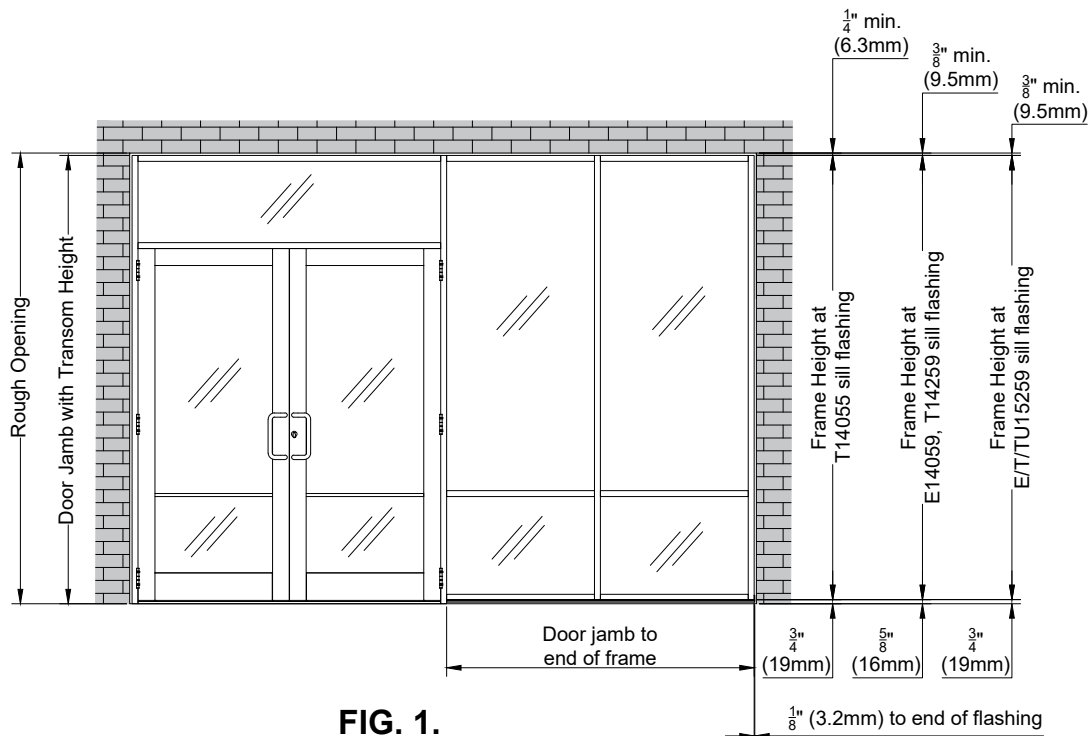 1/4" min.
(6.3mm)
3/8" min.
(9.5mm)
3/8" min.
(9.5mm)
Rough Opening
Door Jamb with Transom Height
Frame Height at
T14055 sill flashing
Frame Height at
E14059, T14259 sill flashing
Frame Height at
E/T/TU15259 sill flashing
Door jamb to
end of frame
3/4"
(19mm)
5/8"
(16mm)
3/4"
(19mm)
1/8" (3.2mm) to end of flashing
FIG. 1.